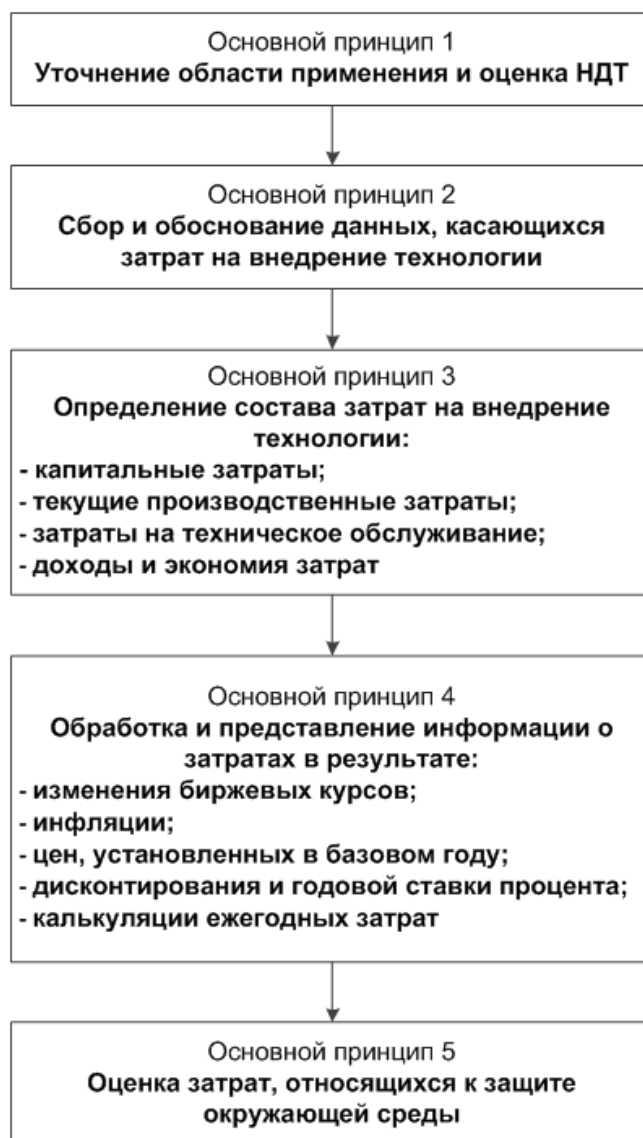 Основной принцип 1
Уточнение области применения и оценка НДТ
Основной принцип 2
Сбор и обоснование данных, касающихся
затрат на внедрение технологии
Основной принцип 3
Определение состава затрат на внедрение
технологии:
- капитальные затраты;
- текущие производственные затраты;
- затраты на техническое обслуживание;
- доходы и экономия затрат
Основной принцип 4
Обработка и представление информации о
затратах в результате:
- изменения биржевых курсов;
- инфляции;
- цен, установленных в базовом году;
- дисконтирования и годовой ставки процента;
- калькуляции ежегодных затрат
Основной принцип 5
Оценка затрат, относящихся к защите
окружающей среды